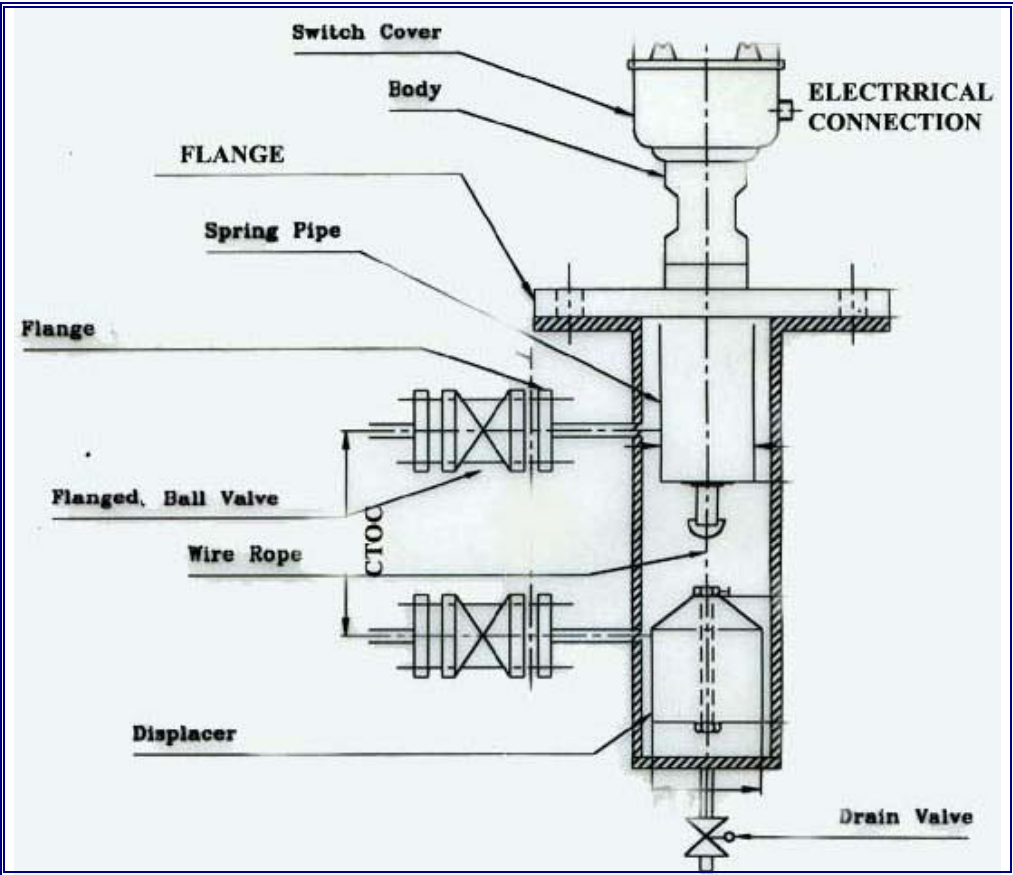 Switch Cover
Body
ELECTRRICAL
CONNECTION
FLANGE
Spring Pipe
Flange
Flanged, Ball Valve
CTOC
Wire Rope
Displacer
Drain Valve